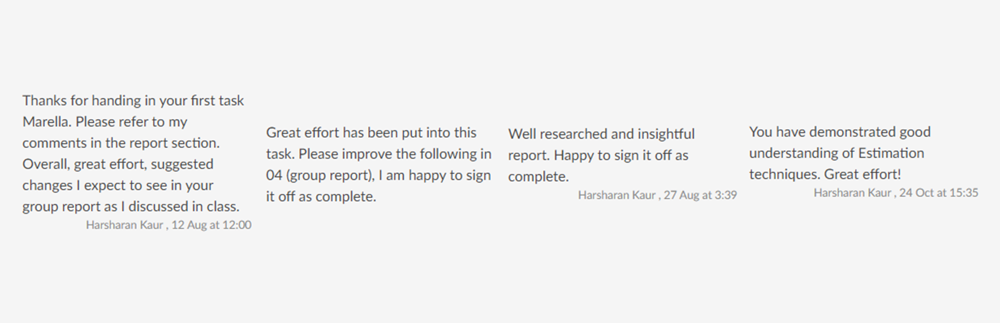 Thanks for handing in your first task
Marella. Please refer to my
comments in the report section.
Overall, great effort, suggested
changes I expect to see in your
group report as I discussed in class.
Harsharan Kaur , 12 Aug at 12:00
Great effort has been put into this
task. Please improve the following in
04 (group report), I am happy to sign
it off as complete.
Well researched and insightful
report. Happy to sign it off as
complete.
Harsharan Kaur , 27 Aug at 3:39
You have demonstrated good
understanding of Estimation
techniques. Great effort!
Harsharan Kaur , 24 Oct at 15:35